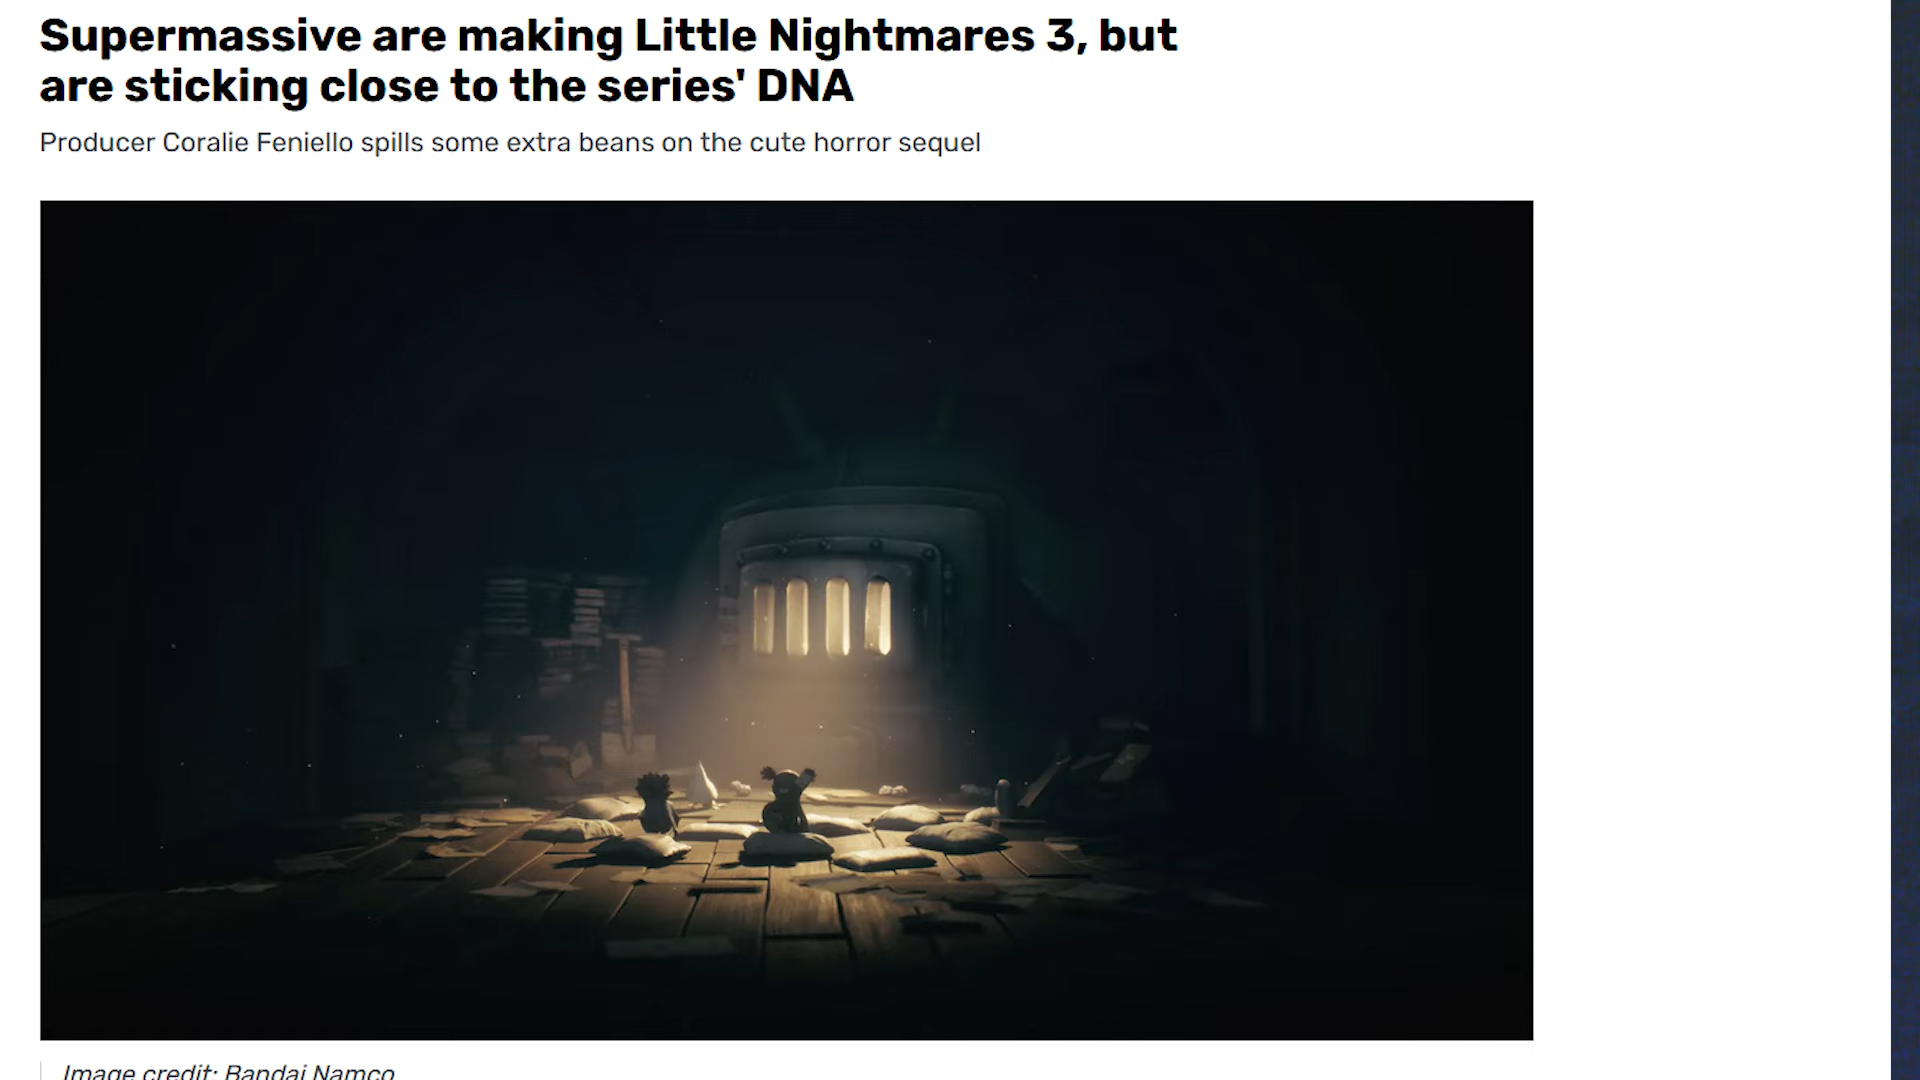 Supermassive are making Little Nightmares 3, but
are sticking close to the series' DNA
Producer Coralie Feniello spills some extra beans on the cute horror sequel
Image credit: Bandai Namco